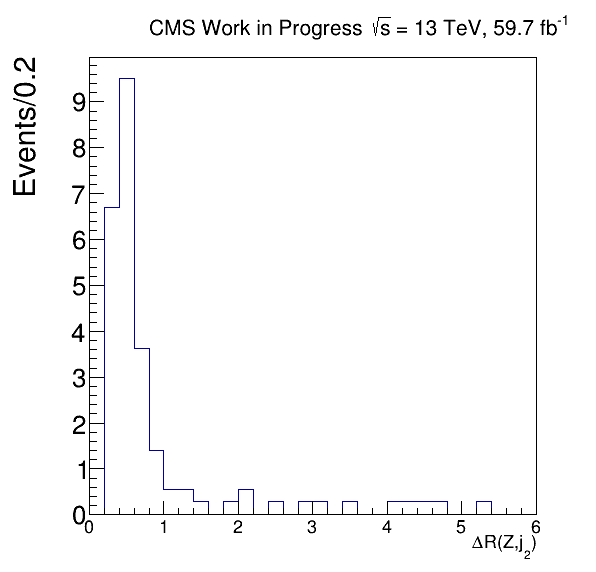 CMS Work in Progress √s = 13 TeV, 59.7 fb⁻¹
Events/0.2
9
8
7
6
5
4
3
2
1
0
0 1 2 3 4 5 6
ΔR(Z,j₂)